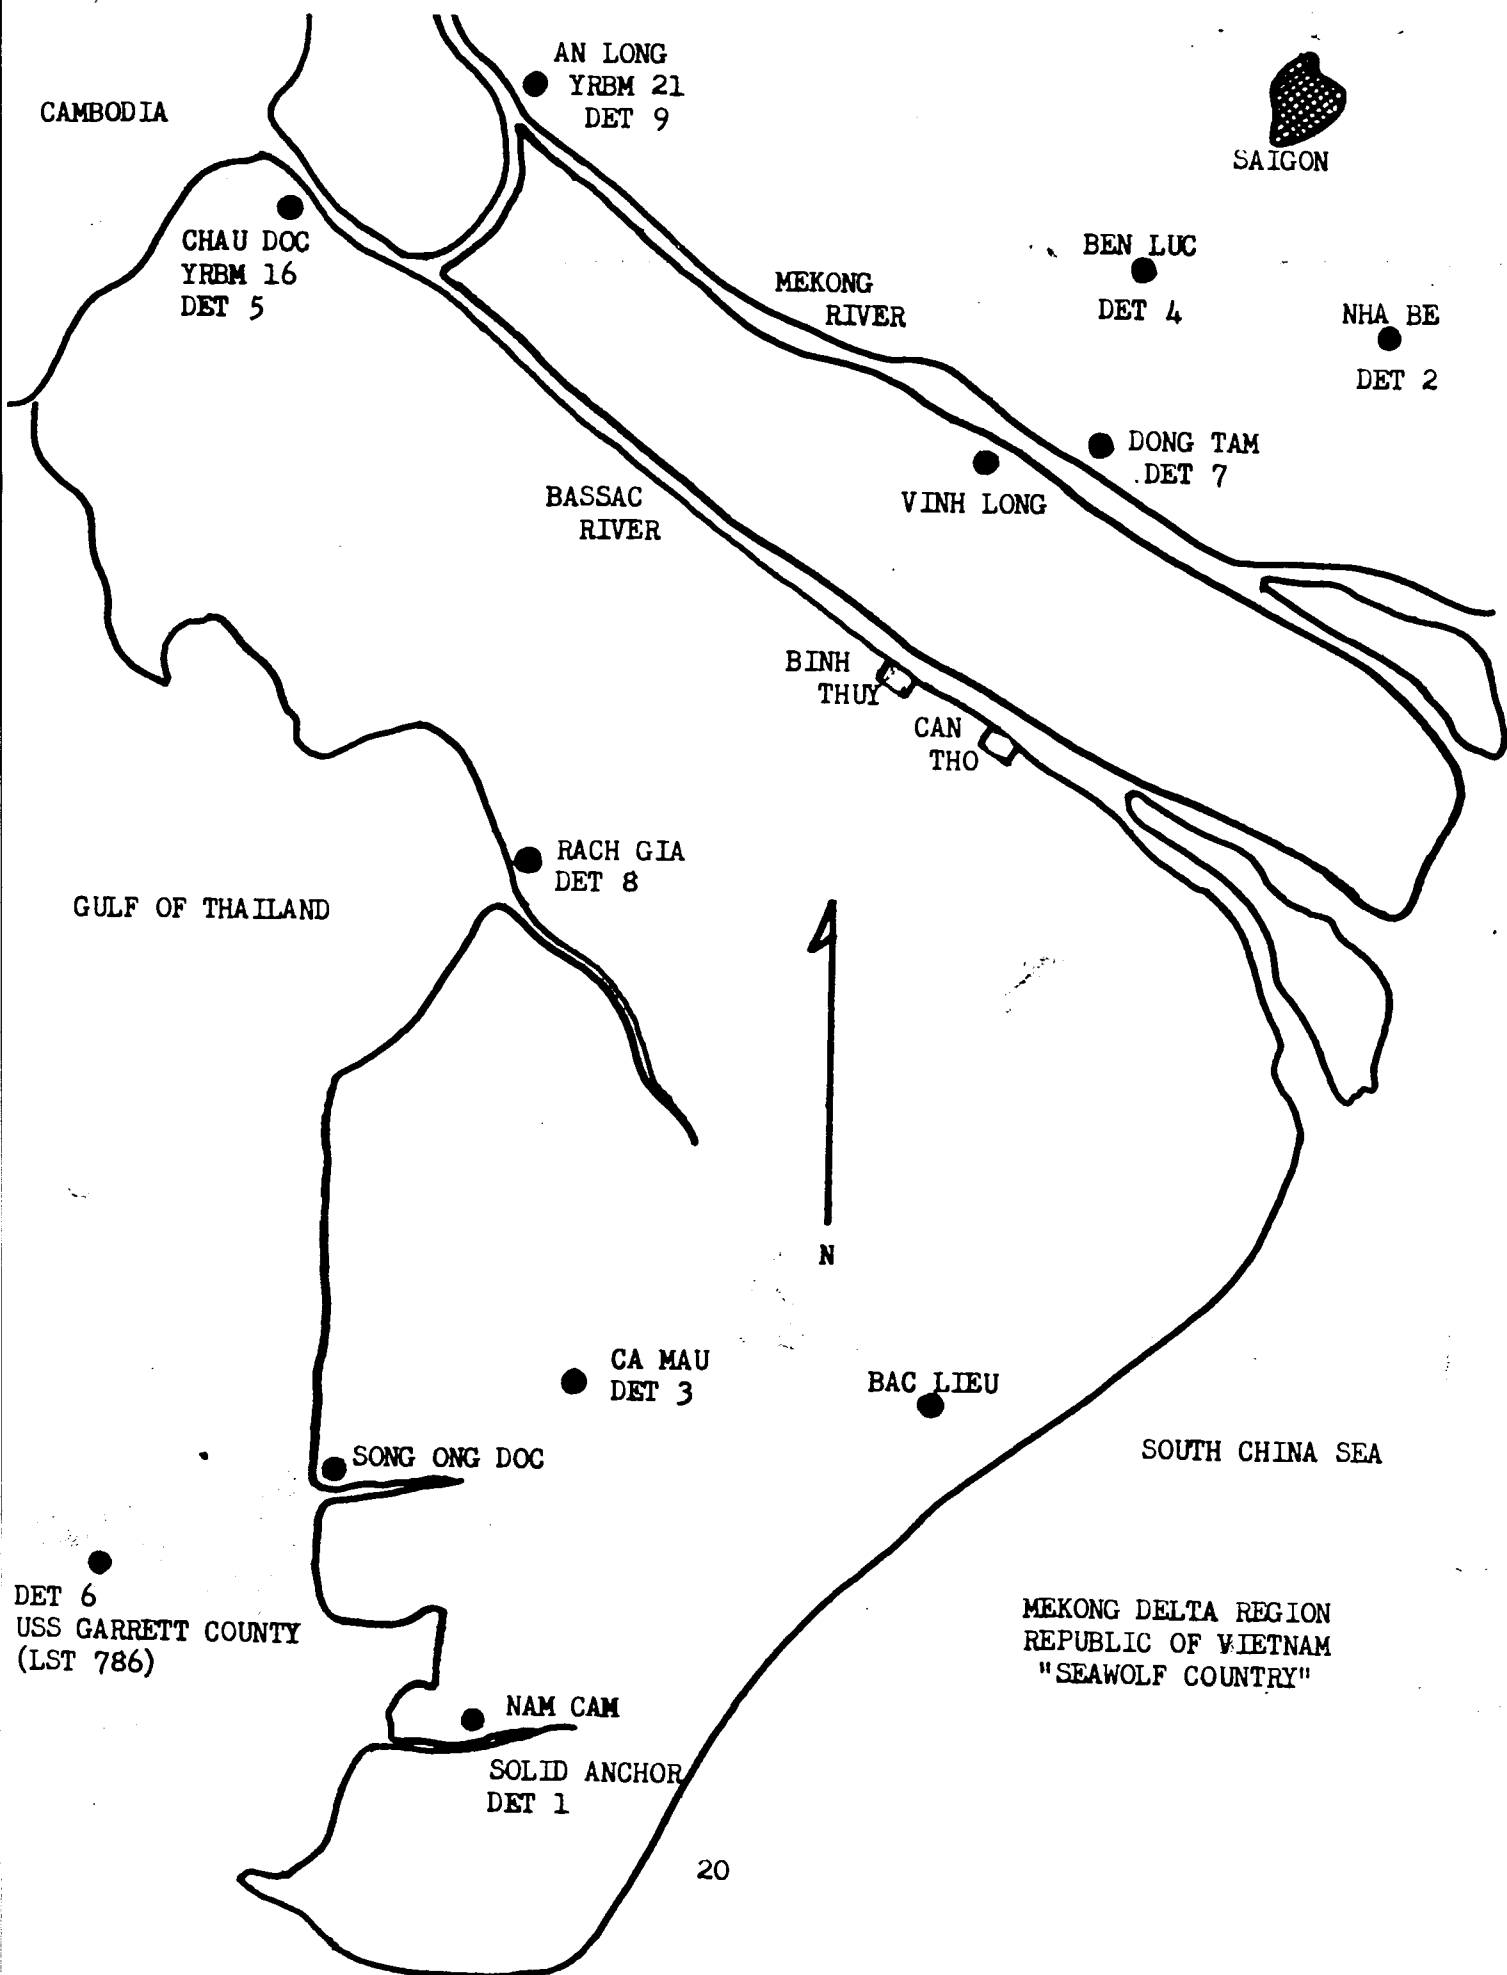 AN LONG
YRBM 21
DET 9
CAMBODIA
SAIGON
CHAU DOC
YRBM 16
DET 5
BEN LUC
DET 4
MEKONG
RIVER
NHA BE
DET 2
DONG TAM
.DET 7
VINH LONG
BASSAC
RIVER
BINH
THUY
CAN
THO
RACH GIA
DET 8
GULF OF THAILAND
N
CA MAU
DET 3
BAC LIEU
SONG ONG DOC
SOUTH CHINA SEA
DET 6
USS GARRETT COUNTY
(LST 786)
MEKONG DELTA REGION
REPUBLIC OF VIETNAM
"SEAWOLF COUNTRY"
NAM CAM
SOLID ANCHOR
DET 1
20